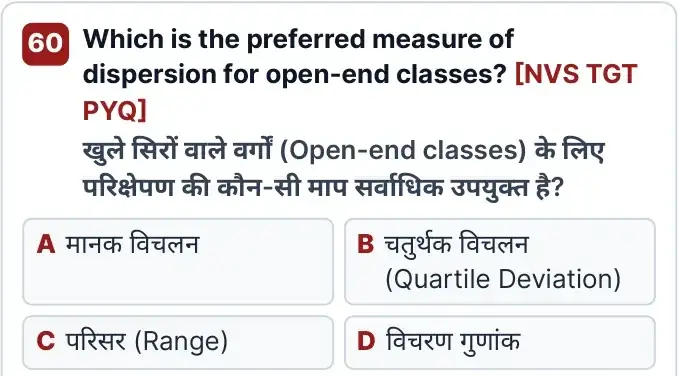 60 Which is the preferred measure of
dispersion for open-end classes? [NVS TGT
PYQ]
खुले सिरों वाले वर्गों (Open-end classes) के लिए
परिक्षेपण की कौन-सी माप सर्वाधिक उपयुक्त है?
A मानक विचलन
B चतुर्थक विचलन
(Quartile Deviation)
C परिसर (Range)
D विचरण गुणांक